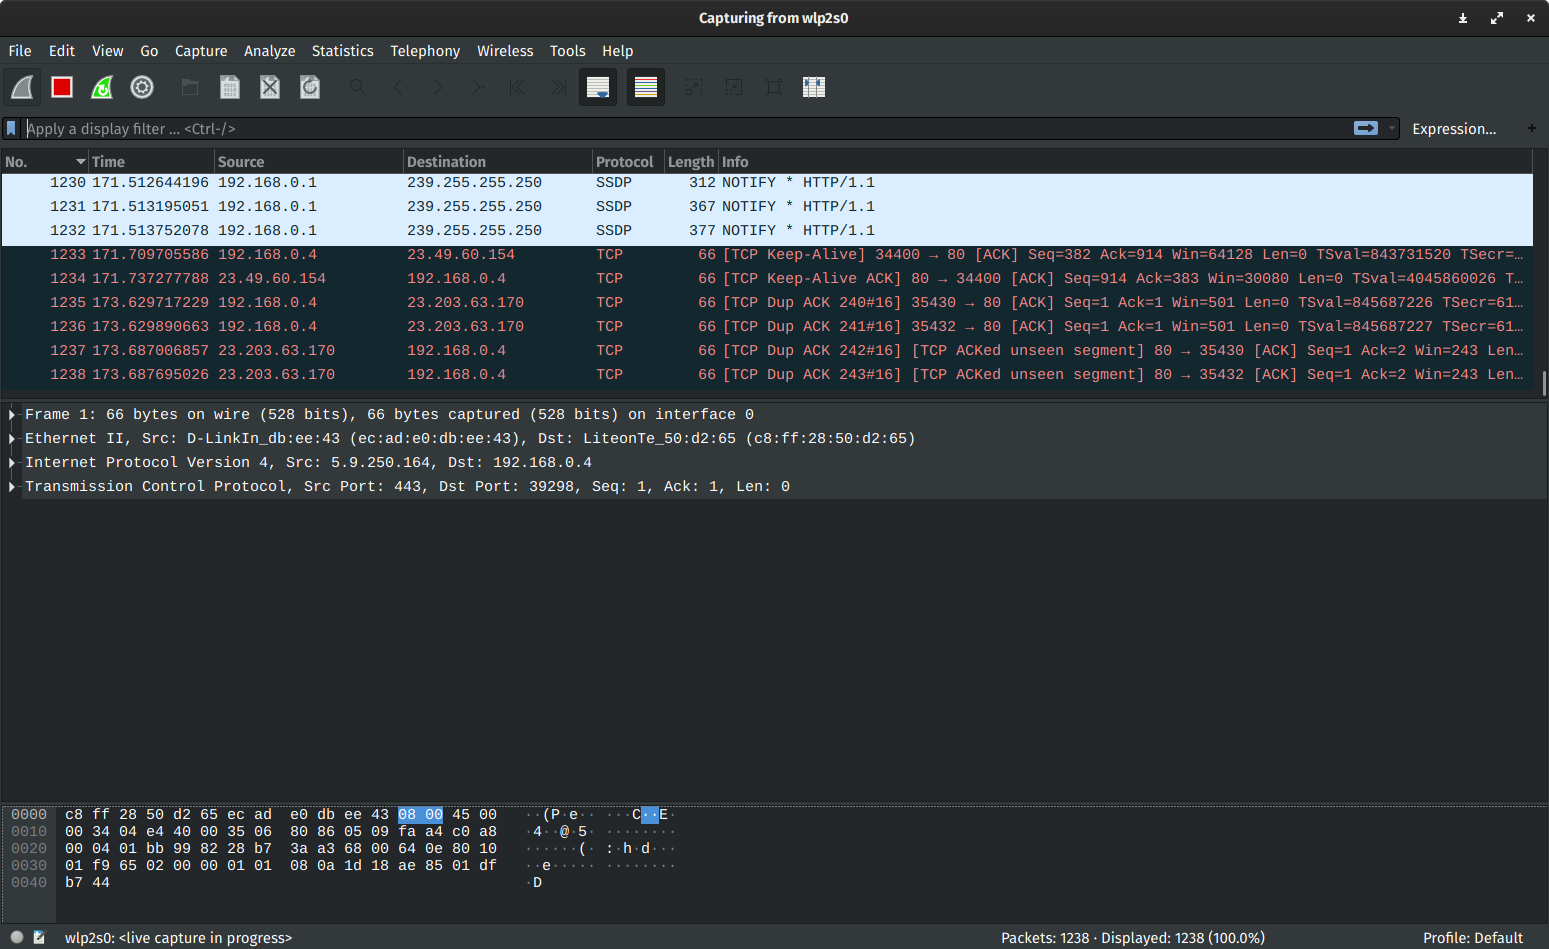 Capturing from wlp2s0
File Edit View Go Capture Analyze Statistics Telephony Wireless Tools Help
Apply a display filter ... <Ctrl-/> Expression... +
No. Time Source Destination Protocol Length Info
1230 171.512644196 192.168.0.1 239.255.255.250 SSDP 312 NOTIFY * HTTP/1.1
1231 171.513195051 192.168.0.1 239.255.255.250 SSDP 367 NOTIFY * HTTP/1.1
1232 171.513752078 192.168.0.1 239.255.255.250 SSDP 377 NOTIFY * HTTP/1.1
1233 171.709705586 192.168.0.4 23.49.60.154 TCP 66 [TCP Keep-Alive] 34400 → 80 [ACK] Seq=382 Ack=914 Win=64128 Len=0 TSval=843731520 TSecr=…
1234 171.737277788 23.49.60.154 192.168.0.4 TCP 66 [TCP Keep-Alive ACK] 80 → 34400 [ACK] Seq=914 Ack=383 Win=30080 Len=0 TSval=4045860026 T…
1235 173.629717229 192.168.0.4 23.203.63.170 TCP 66 [TCP Dup ACK 240#16] 35430 → 80 [ACK] Seq=1 Ack=1 Win=501 Len=0 TSval=845687226 TSecr=61…
1236 173.629890663 192.168.0.4 23.203.63.170 TCP 66 [TCP Dup ACK 241#16] 35432 → 80 [ACK] Seq=1 Ack=1 Win=501 Len=0 TSval=845687227 TSecr=61…
1237 173.687006857 23.203.63.170 192.168.0.4 TCP 66 [TCP Dup ACK 242#16] [TCP ACKed unseen segment] 80 → 35430 [ACK] Seq=1 Ack=2 Win=243 Len…
1238 173.687695026 23.203.63.170 192.168.0.4 TCP 66 [TCP Dup ACK 243#16] [TCP ACKed unseen segment] 80 → 35432 [ACK] Seq=1 Ack=2 Win=243 Len…
Frame 1: 66 bytes on wire (528 bits), 66 bytes captured (528 bits) on interface 0
Ethernet II, Src: D-LinkIn_db:ee:43 (ec:ad:e0:db:ee:43), Dst: LiteonTe_50:d2:65 (c8:ff:28:50:d2:65)
Internet Protocol Version 4, Src: 5.9.250.164, Dst: 192.168.0.4
Transmission Control Protocol, Src Port: 443, Dst Port: 39298, Seq: 1, Ack: 1, Len: 0
0000 c8 ff 28 50 d2 65 ec ad e0 db ee 43 08 00 45 00 ··(P·e·· ···C··E·
0010 00 34 04 e4 40 00 35 06 80 86 05 09 fa a4 c0 a8 ·4··@·5· ········
0020 00 04 01 bb 99 82 28 b7 3a a3 68 00 64 0e 80 10 ······(· :·h·d···
0030 01 f9 65 02 00 00 01 01 08 0a 1d 18 ae 85 01 df ··e····· ········
0040 b7 44 ·D
wlp2s0: <live capture in progress> Packets: 1238 · Displayed: 1238 (100.0%) Profile: Default